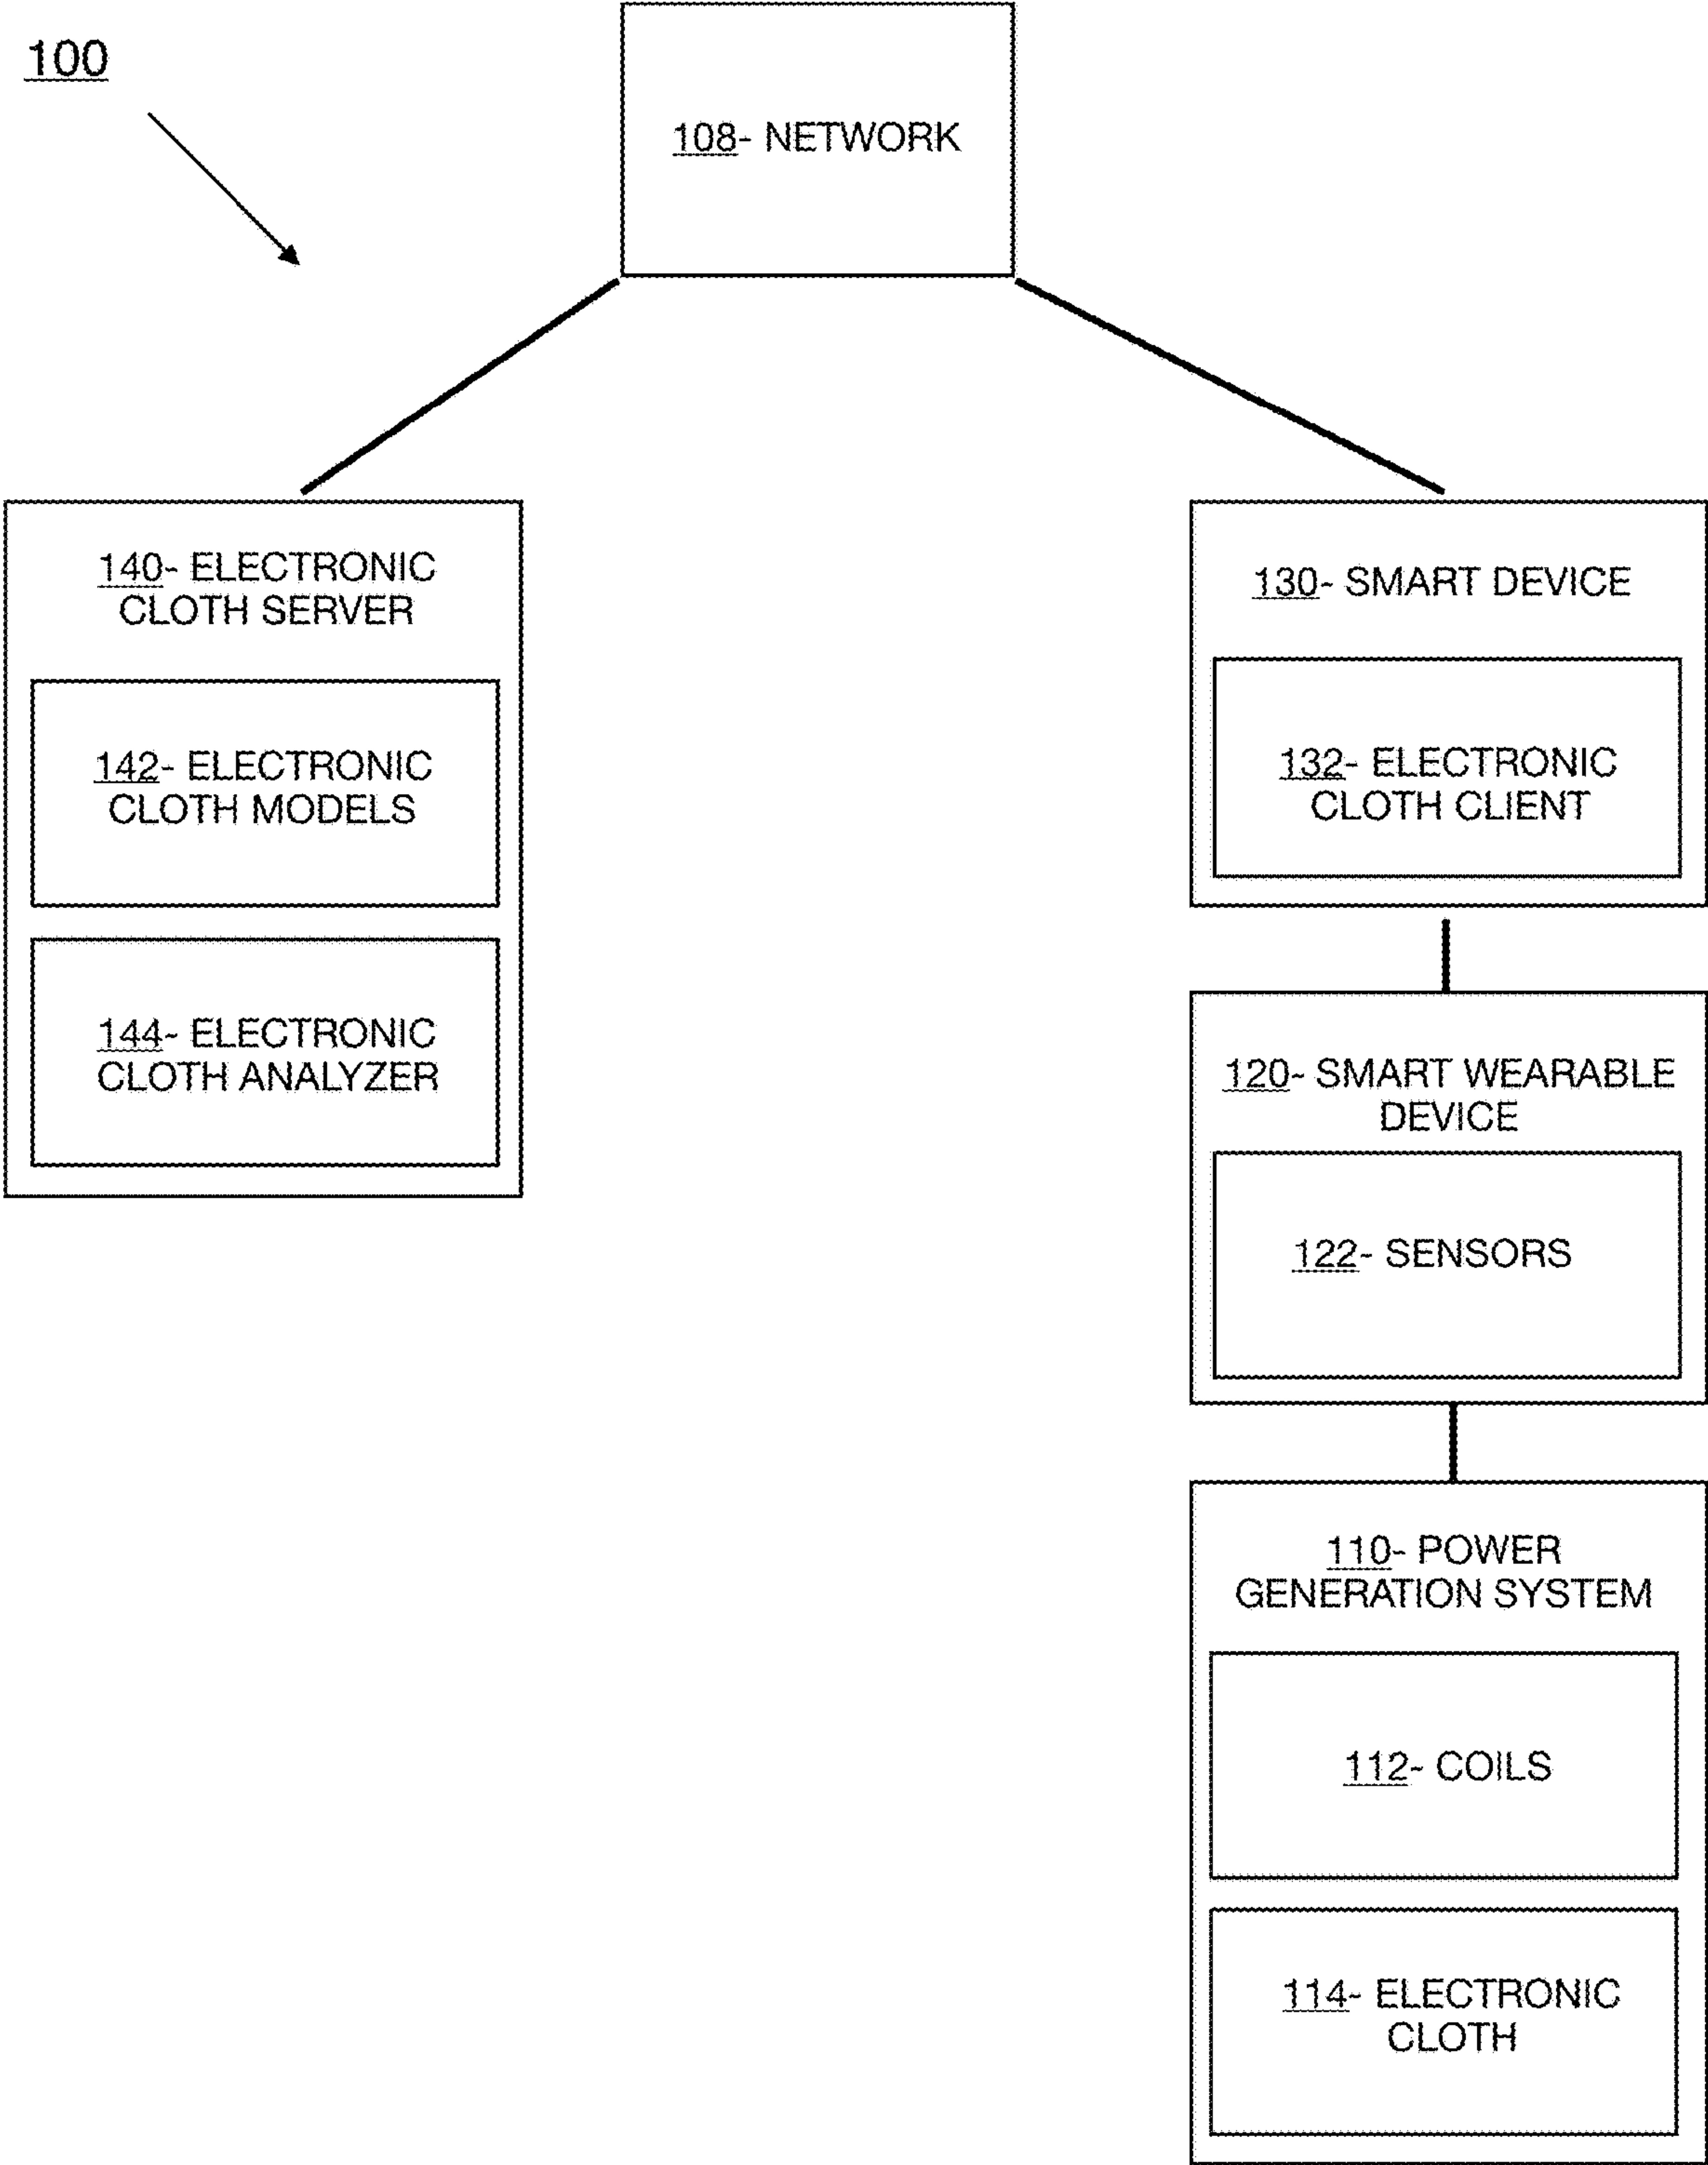 100
108- NETWORK
140- ELECTRONIC
CLOTH SERVER
142- ELECTRONIC
CLOTH MODELS
144- ELECTRONIC
CLOTH ANALYZER
130- SMART DEVICE
132- ELECTRONIC
CLOTH CLIENT
120- SMART WEARABLE
DEVICE
122- SENSORS
110- POWER
GENERATION SYSTEM
112- COILS
114- ELECTRONIC
CLOTH